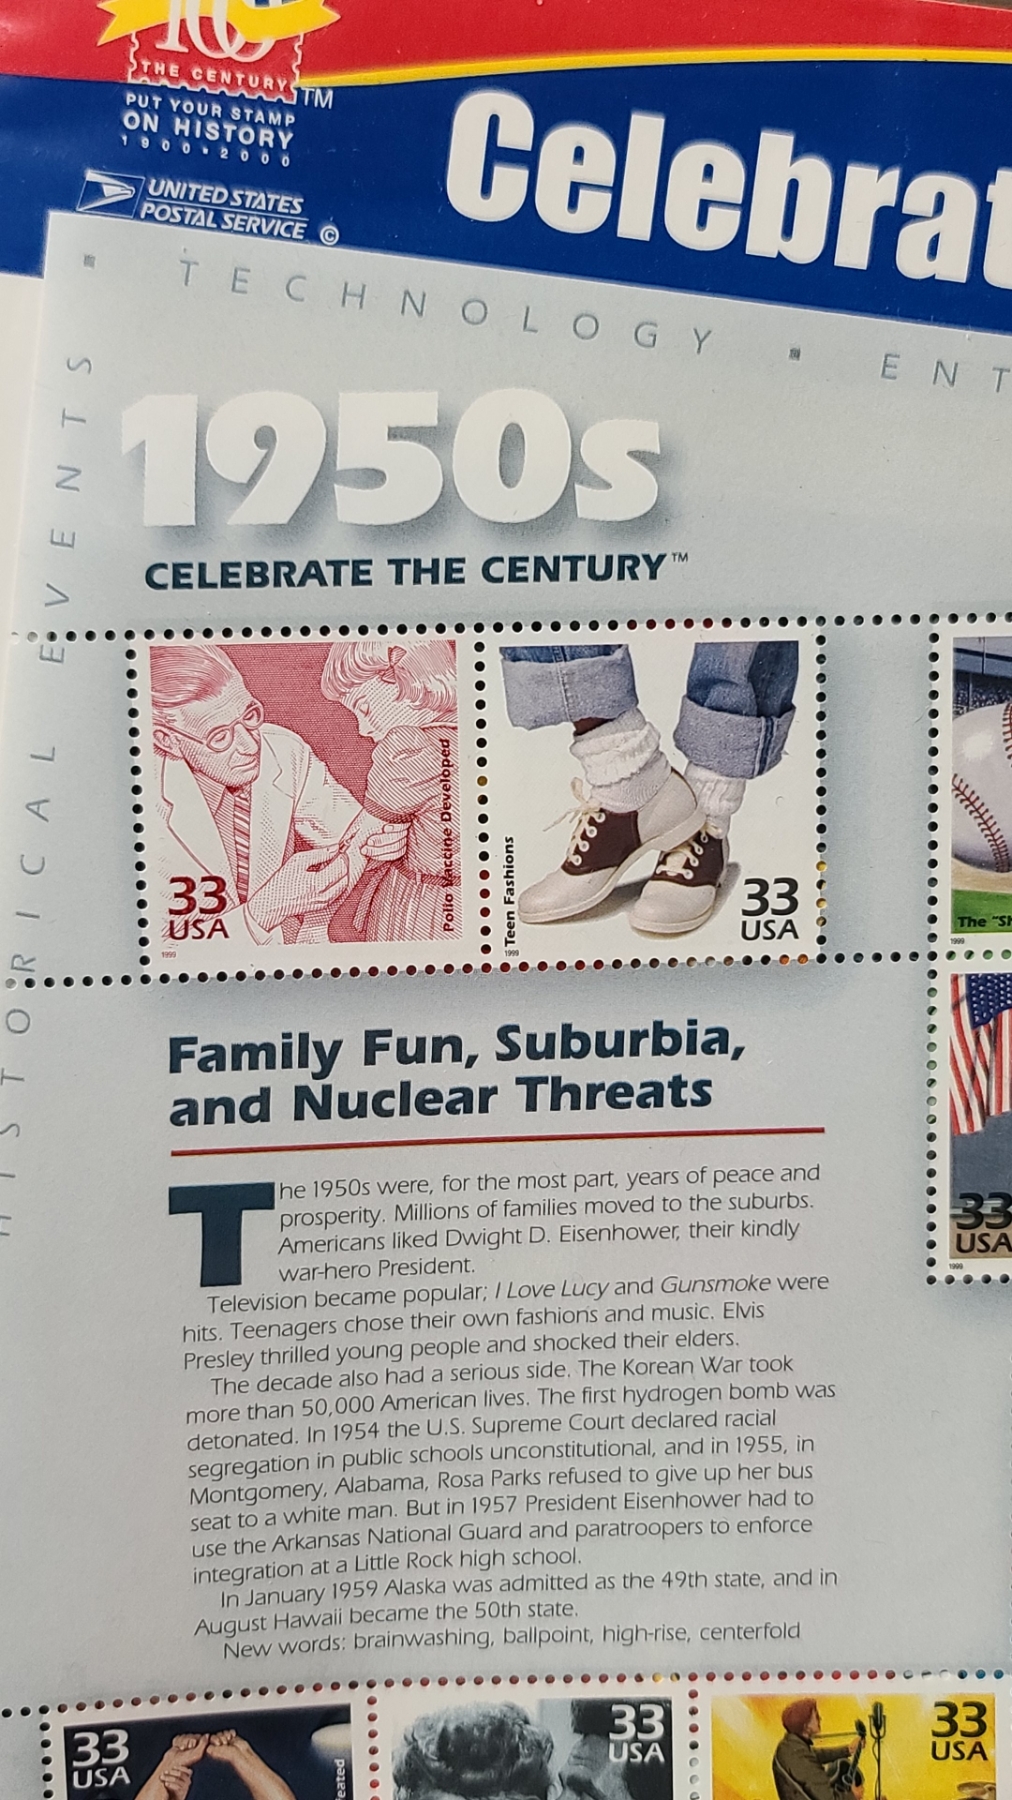 100
THE CENTURY
TM
PUT YOUR STAMP
ON HISTORY
1900•2000
UNITED STATES
POSTAL SERVICE ©
Celebrat
HISTORICAL EVENTS ▪ TECHNOLOGY ▪ ENT
1950s
CELEBRATE THE CENTURY™
33
USA
Polio Vaccine Developed
1999
Teen Fashions
1999
33
USA
The "Sh
1999
33
USA
1999
Family Fun, Suburbia,
and Nuclear Threats
The 1950s were, for the most part, years of peace and
prosperity. Millions of families moved to the suburbs.
Americans liked Dwight D. Eisenhower, their kindly
war-hero President.
Television became popular; I Love Lucy and Gunsmoke were
hits. Teenagers chose their own fashions and music. Elvis
Presley thrilled young people and shocked their elders.
The decade also had a serious side. The Korean War took
more than 50,000 American lives. The first hydrogen bomb was
detonated. In 1954 the U.S. Supreme Court declared racial
segregation in public schools unconstitutional, and in 1955, in
Montgomery, Alabama, Rosa Parks refused to give up her bus
seat to a white man. But in 1957 President Eisenhower had to
use the Arkansas National Guard and paratroopers to enforce
integration at a Little Rock high school.
In January 1959 Alaska was admitted as the 49th state, and in
August Hawaii became the 50th state.
New words: brainwashing, ballpoint, high-rise, centerfold
33
USA
33
USA
33
USA